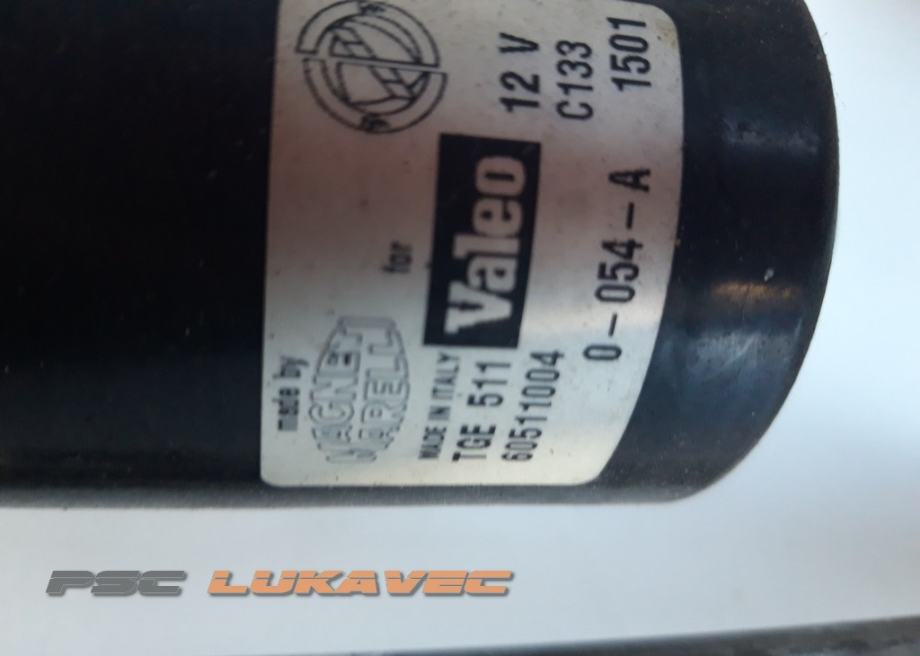 made by
MAGNETI
MARELLI
for
Valeo
MADE IN ITALY
TGE 511
60511004
12 V
C133
1501
0-054-A
PSC LUKAVEC